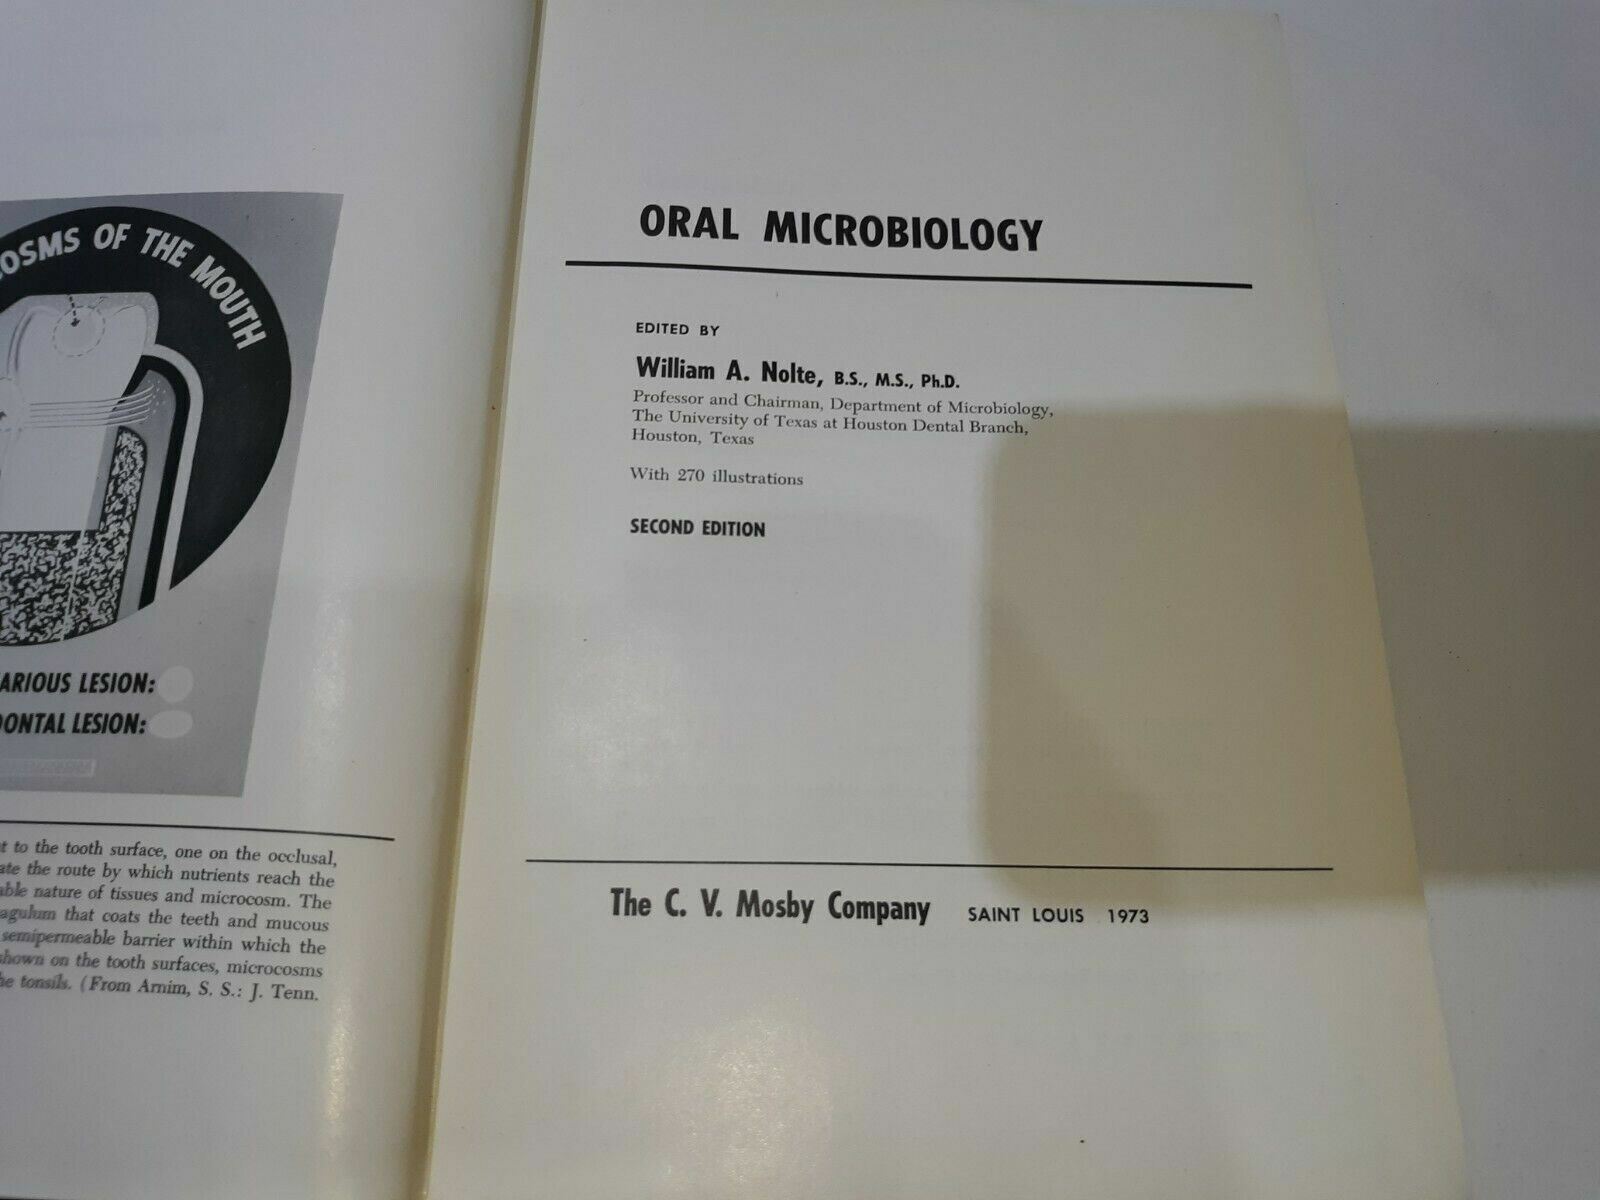 COSMS OF THE MOUTH
ARIOUS LESION:
ONTAL LESION:
to the tooth surface, one on the occlusal,
ate the route by which nutrients reach the
able nature of tissues and microcosm. The
agulum that coats the teeth and mucous
semipermeable barrier within which the
shown on the tooth surfaces, microcosms
he tonsils. (From Arnim, S. S.: J. Tenn.
ORAL MICROBIOLOGY
EDITED BY
William A. Nolte, B.S., M.S., Ph.D.
Professor and Chairman, Department of Microbiology,
The University of Texas at Houston Dental Branch,
Houston, Texas
With 270 illustrations
SECOND EDITION
The C. V. Mosby Company SAINT LOUIS 1973